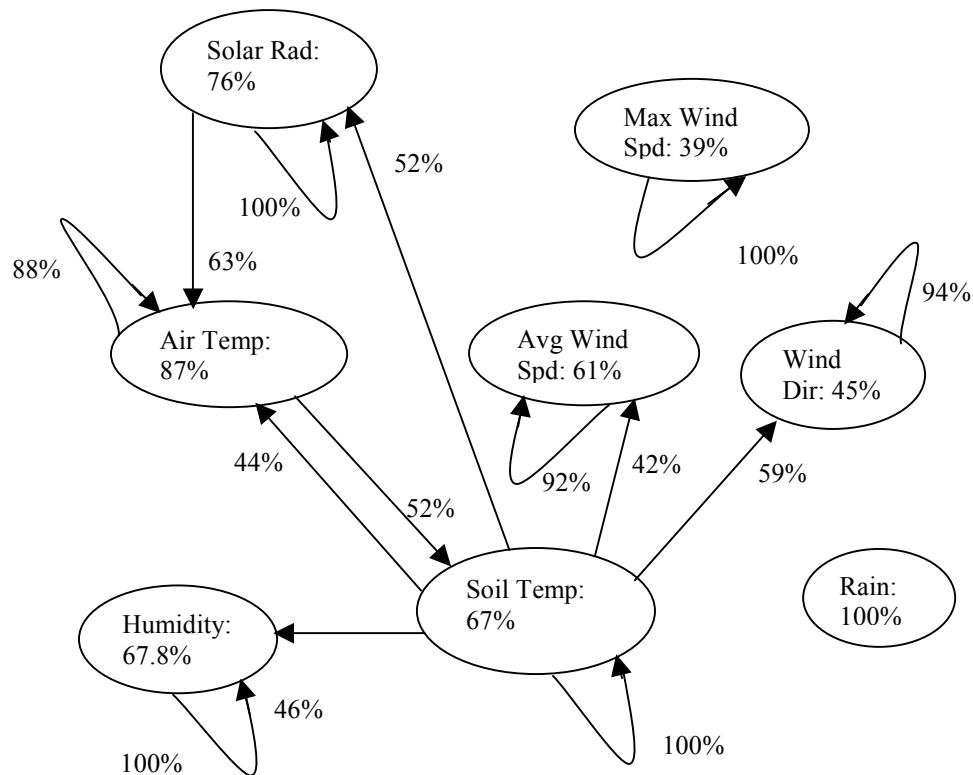 Solar Rad:
76%
Max Wind
Spd: 39%
52%
100%
100%
63%
88%
94%
Air Temp:
87%
Avg Wind
Spd: 61%
Wind
Dir: 45%
44%
92%
42%
59%
52%
Soil Temp:
67%
Rain:
100%
Humidity:
67.8%
46%
100%
100%